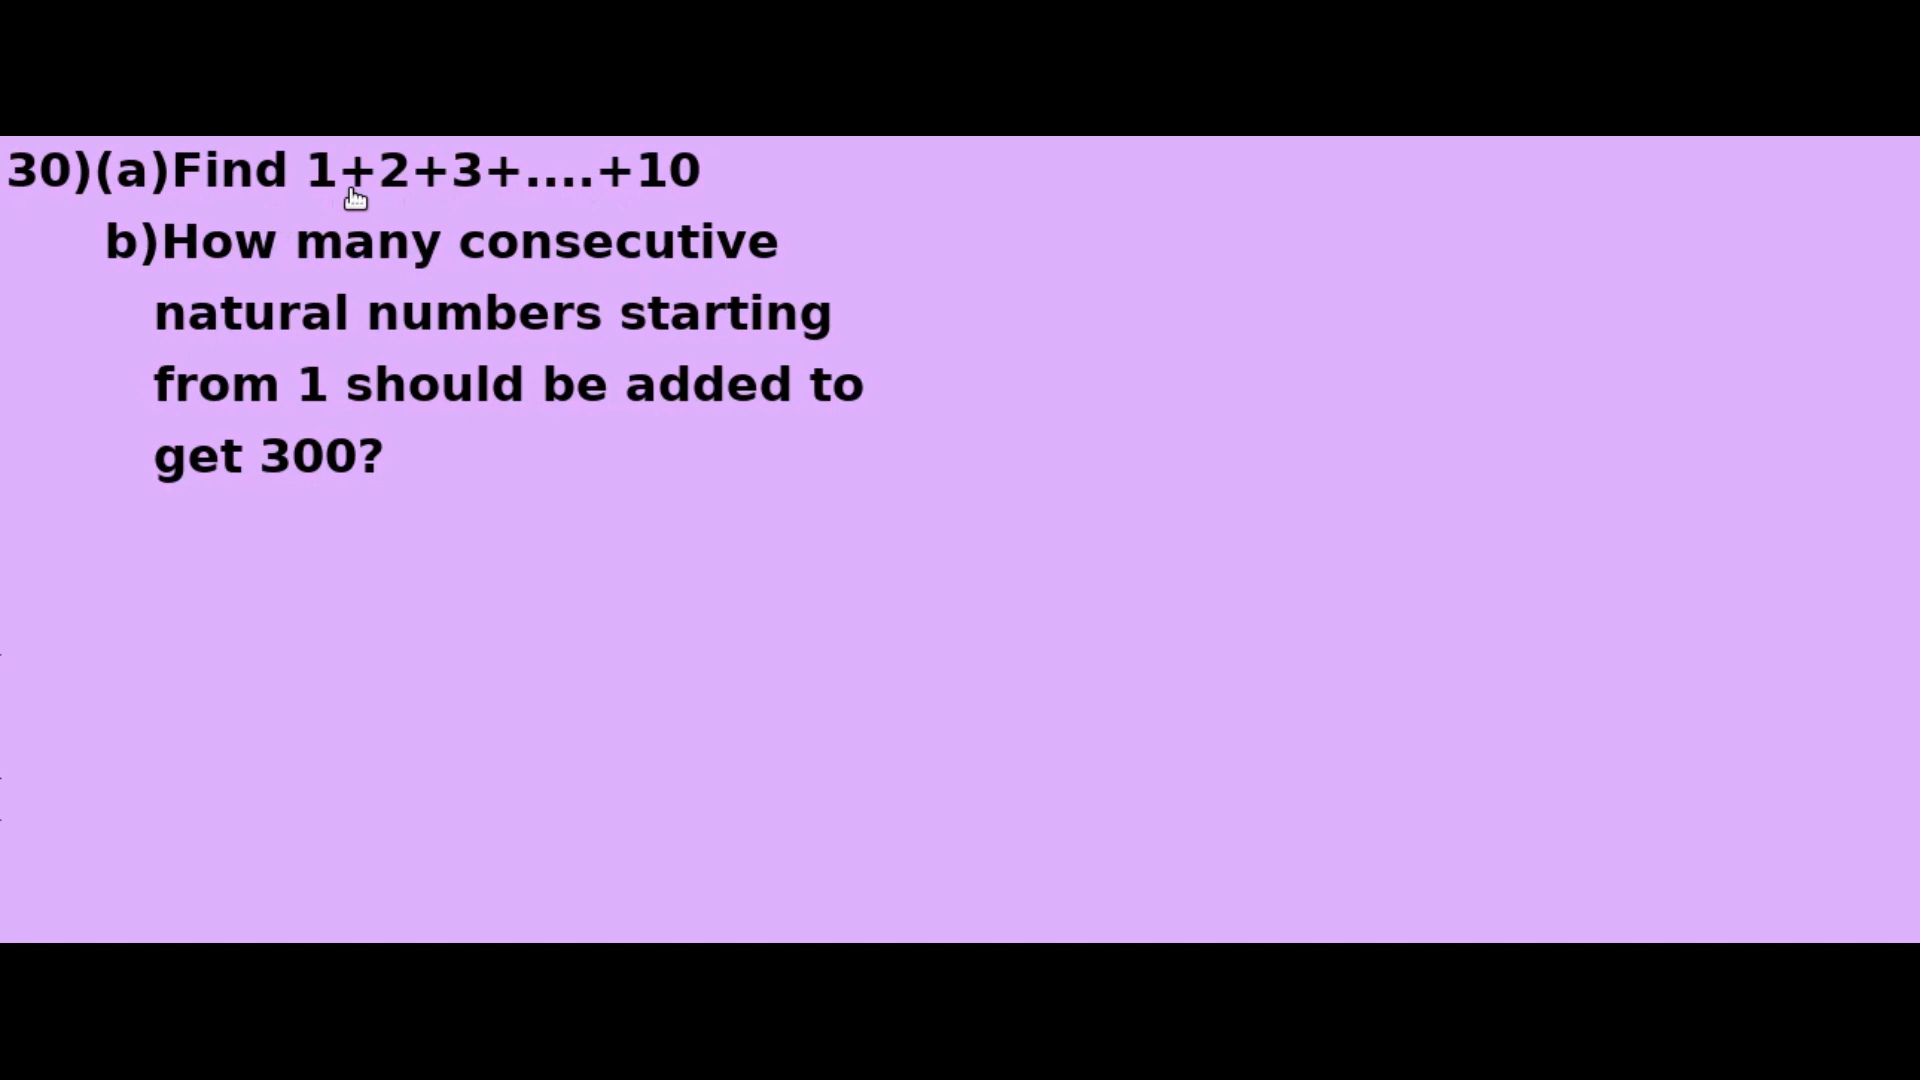 30)(a)Find 1+2+3+....+10
b)How many consecutive
natural numbers starting
from 1 should be added to
get 300?